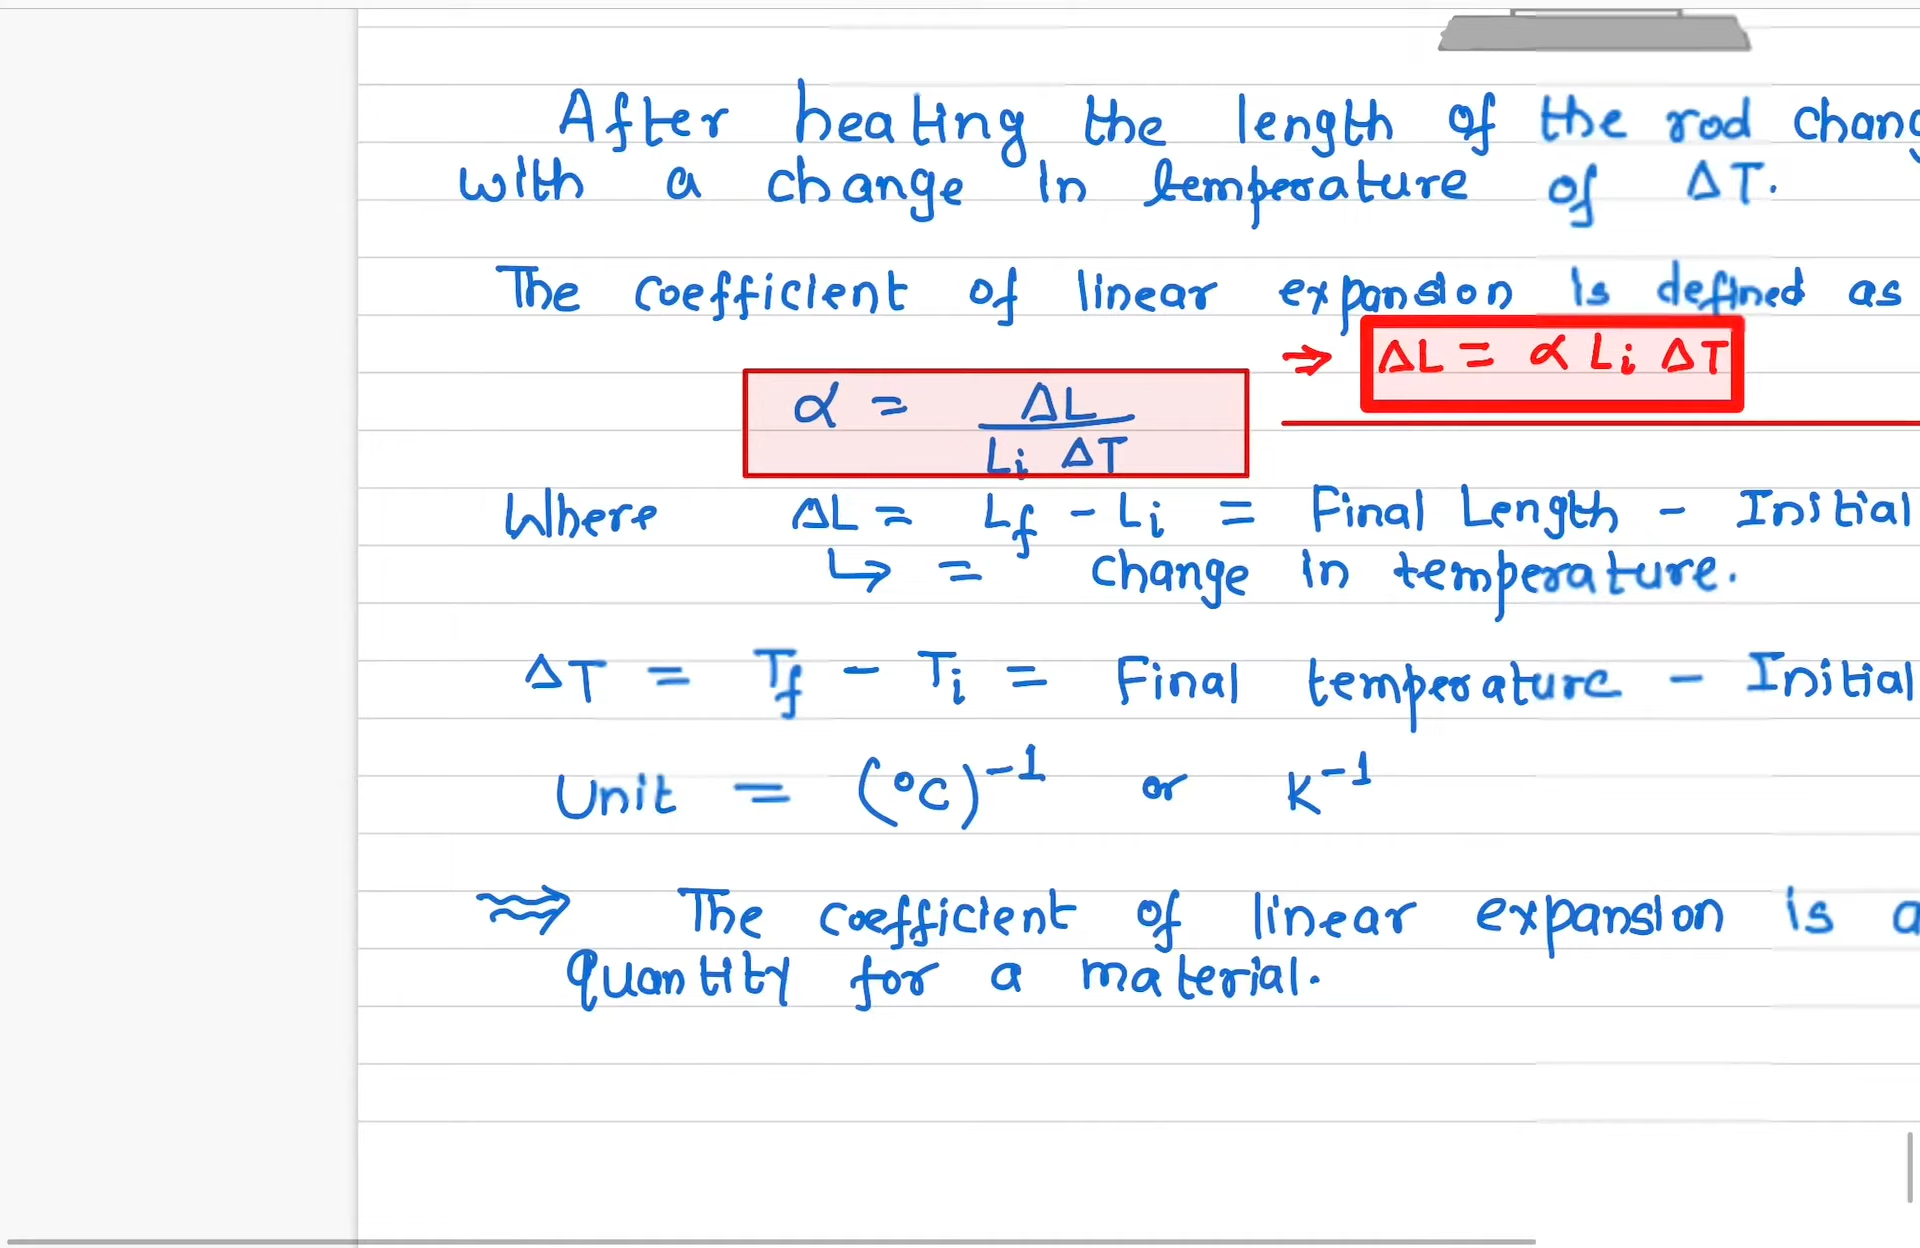 After heating the length of the rod chang
with a change in temperature of ΔT.
The coefficient of linear expansion is defined as
⇒ ΔL = α Li ΔT
α = ΔL / Li ΔT
Where ΔL = Lf - Li = Final Length - Initial
↳ = change in temperature.
ΔT = Tf - Ti = Final temperature - Initial
Unit = (°C)⁻¹ or K⁻¹
⇒ The coefficient of linear expansion is a
quantity for a material.